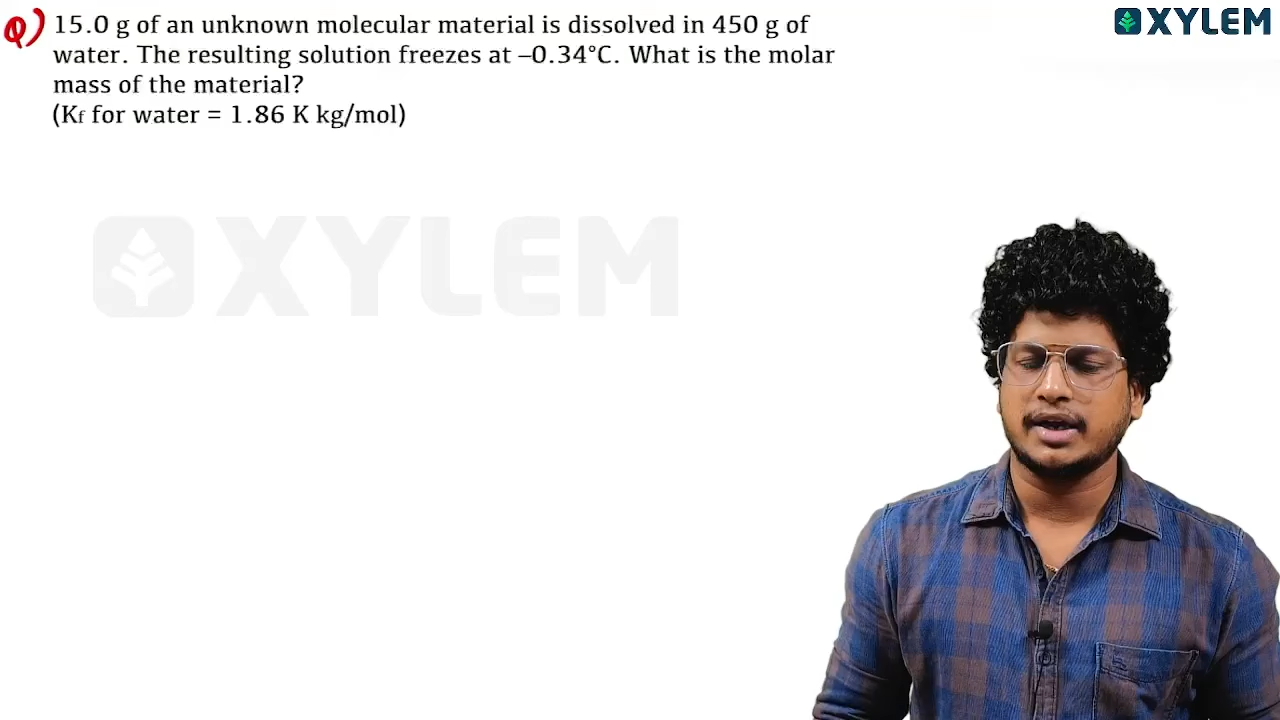 Q) 15.0 g of an unknown molecular material is dissolved in 450 g of
water. The resulting solution freezes at –0.34°C. What is the molar
mass of the material?
(Kf for water = 1.86 K kg/mol)
XYLEM
XYLEM